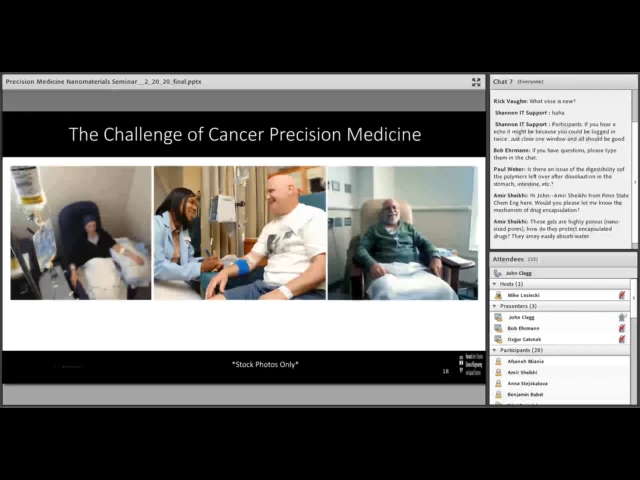 Precision Medicine Nanomaterials Seminar__2_20_20_final.pptx
The Challenge of Cancer Precision Medicine
*Stock Photos Only*
Chat 7 (Everyone)
Rick Vaughn: What else is new?
Shannon IT Support : haha
Shannon IT Support : Participants. If you hear a
echo it might be because you could be logged in
twice. Just close one window and all should be good.
Bob Ehrmann: if you have questions, please type
them in the chat.
Paul Weber: Is there an issue of the digestibility of
the polymers left over after dissoluation in the
stomach, intestine, etc.?
Amir Sheikhi: Hi John--Amir Sheikhi from Penn State
Chem Eng here. Would you please let me know the
mechanism of drug encapsulation?
Amir Sheikhi: These gels are highly porous (nano-
sized pores), how do they protect encapsulated
drugs? They array easily absorb water.
Attendees (33)
John Clegg
Hosts (1)
Mike Losiecki
Presenters (3)
John Clegg
Bob Ehrmann
Ozgur Cakmak
Participants (28)
Afsaneh
Amir Sheikhi
Anna Stejskalova
Benjamin Babst